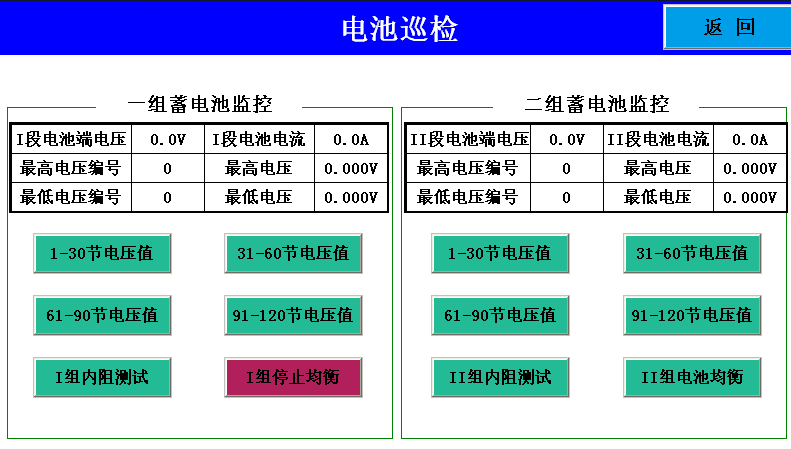 电池巡检
返 回
一组蓄电池监控
I段电池端电压 0.0V I段电池电流 0.0A
最高电压编号 0 最高电压 0.000V
最低电压编号 0 最低电压 0.000V
1-30节电压值 31-60节电压值
61-90节电压值 91-120节电压值
I组内阻测试 I组停止均衡
二组蓄电池监控
II段电池端电压 0.0V II段电池电流 0.0A
最高电压编号 0 最高电压 0.000V
最低电压编号 0 最低电压 0.000V
1-30节电压值 31-60节电压值
61-90节电压值 91-120节电压值
II组内阻测试 II组电池均衡